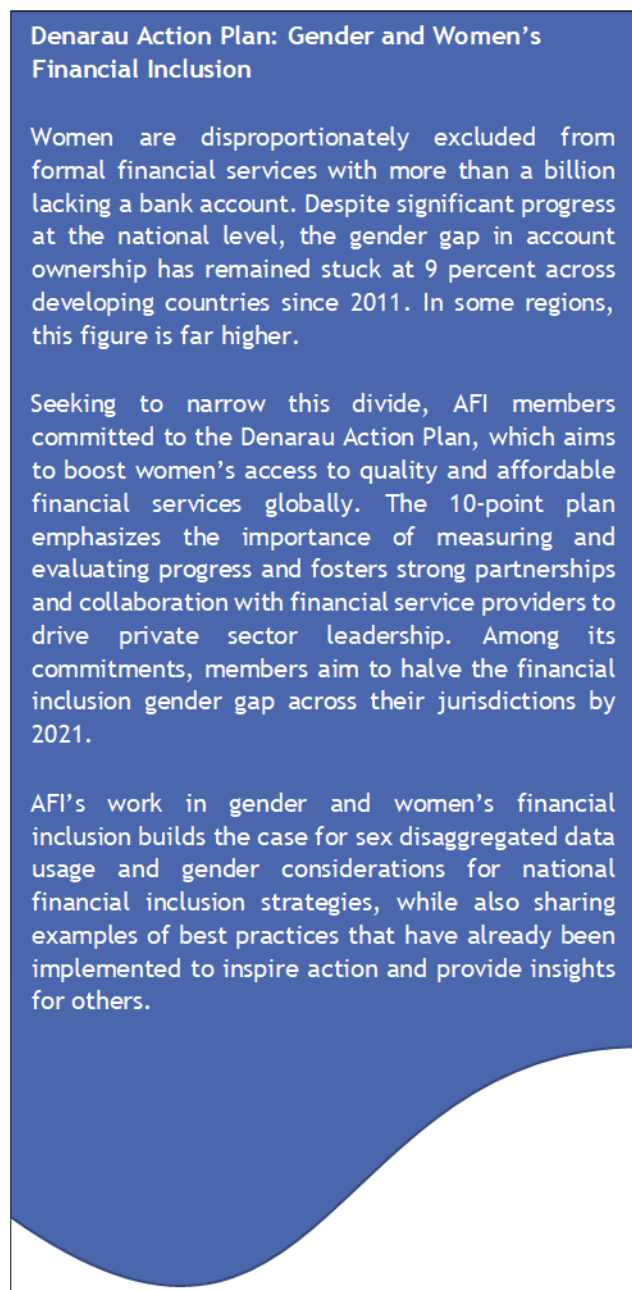 Denarau Action Plan: Gender and Women’s
Financial Inclusion
Women are disproportionately excluded from
formal financial services with more than a billion
lacking a bank account. Despite significant progress
at the national level, the gender gap in account
ownership has remained stuck at 9 percent across
developing countries since 2011. In some regions,
this figure is far higher.
Seeking to narrow this divide, AFI members
committed to the Denarau Action Plan, which aims
to boost women’s access to quality and affordable
financial services globally. The 10-point plan
emphasizes the importance of measuring and
evaluating progress and fosters strong partnerships
and collaboration with financial service providers to
drive private sector leadership. Among its
commitments, members aim to halve the financial
inclusion gender gap across their jurisdictions by
2021.
AFI’s work in gender and women’s financial
inclusion builds the case for sex disaggregated data
usage and gender considerations for national
financial inclusion strategies, while also sharing
examples of best practices that have already been
implemented to inspire action and provide insights
for others.